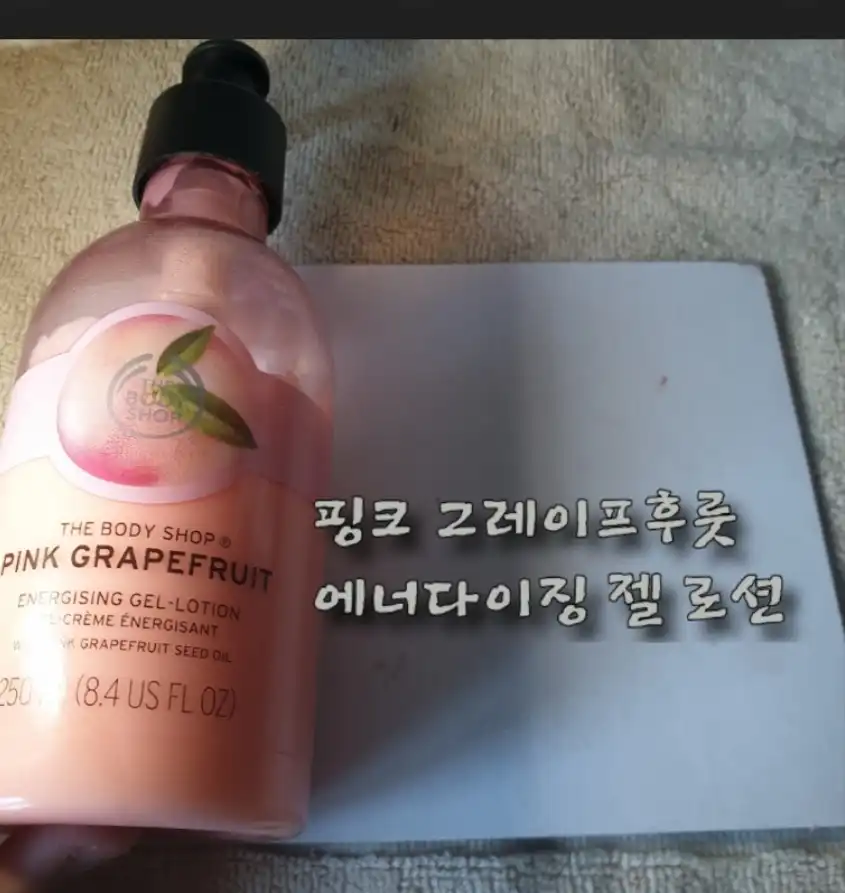 THE
BODY
SHOP
THE BODY SHOP®
PINK GRAPEFRUIT
ENERGISING GEL-LOTION
-CRÈME ÉNERGISANT
GRAPEFRUIT SEED OIL
250 (8.4 US FL OZ)
핑크 그레이프후룻
에너다이징 젤 로션